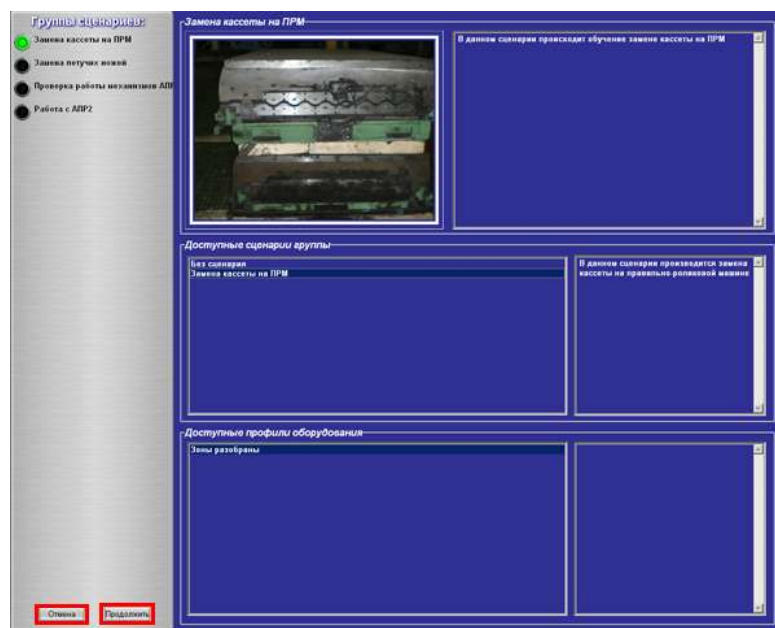 Группы сценариев:
Замена кассеты на ПРМ
Замена летучих ножей
Проверка работы механизмов АПР
Работа с АПР2
Замена кассеты на ПРМ
В данном сценарии происходит обучение замене кассеты на ПРМ
Доступные сценарии группы
Без сценария
Замена кассеты на ПРМ
В данном сценарии производится замена
кассеты на правильно-роликовой машине
Доступные профили оборудования
Зоны разобраны
Отмена
Продолжить